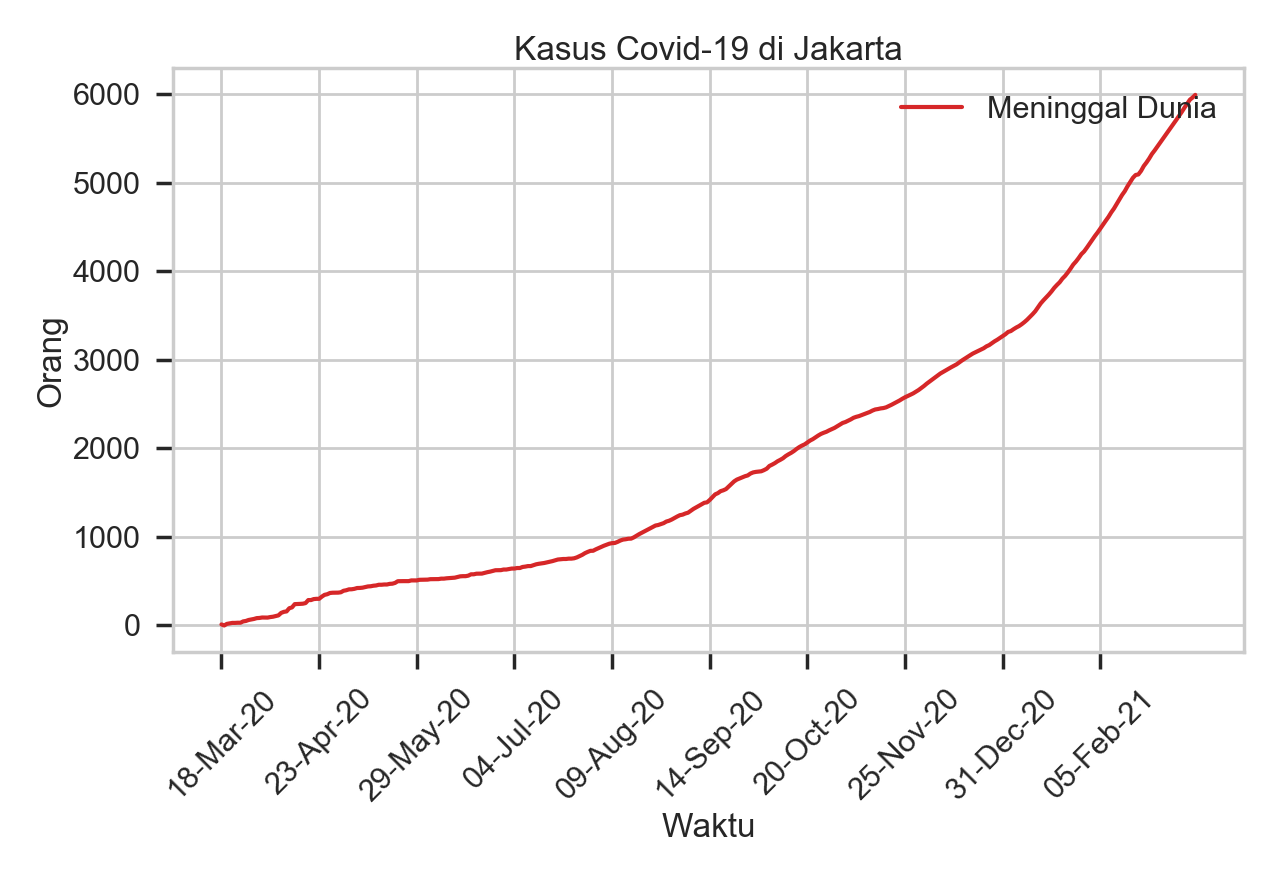 Kasus Covid-19 di Jakarta
Meninggal Dunia
6000
5000
4000
3000
2000
1000
0
Orang
18-Mar-20
23-Apr-20
29-May-20
04-Jul-20
09-Aug-20
14-Sep-20
20-Oct-20
25-Nov-20
31-Dec-20
05-Feb-21
Waktu